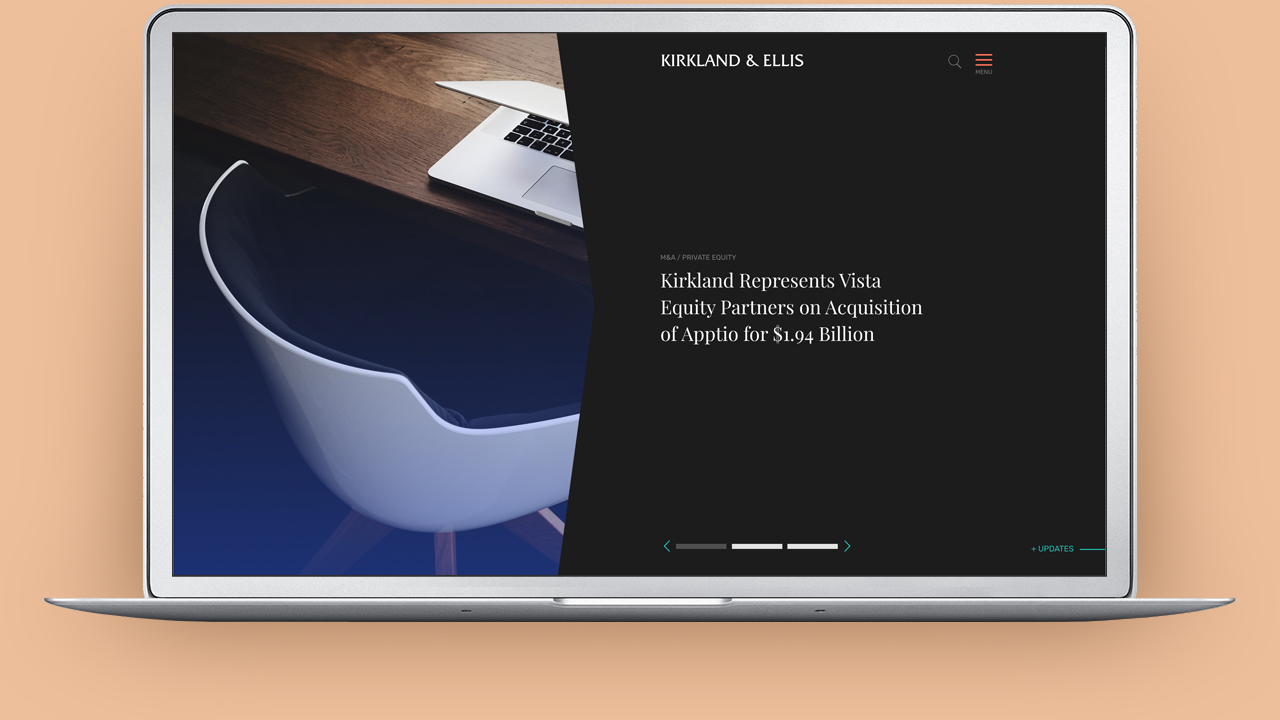 KIRKLAND & ELLIS
MENU
M&A / PRIVATE EQUITY
Kirkland Represents Vista
Equity Partners on Acquisition
of Apptio for $1.94 Billion
+ UPDATES